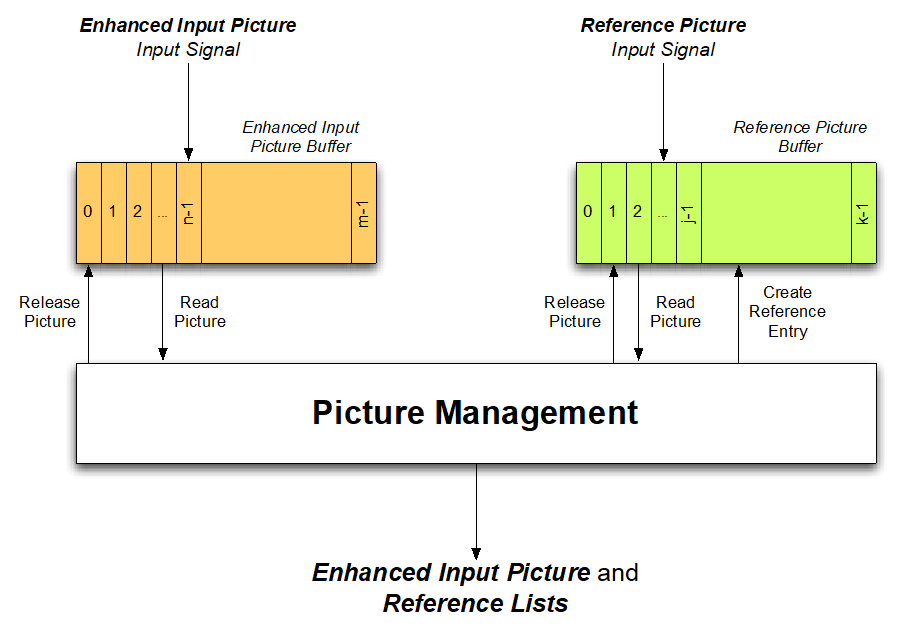 Enhanced Input Picture
Input Signal
Reference Picture
Input Signal
Enhanced Input
Picture Buffer
Reference Picture
Buffer
0 1 2 ... n-1 m-1
0 1 2 ... j-1 k-1
Release
Picture
Read
Picture
Release
Picture
Read
Picture
Create
Reference
Entry
Picture Management
Enhanced Input Picture and
Reference Lists